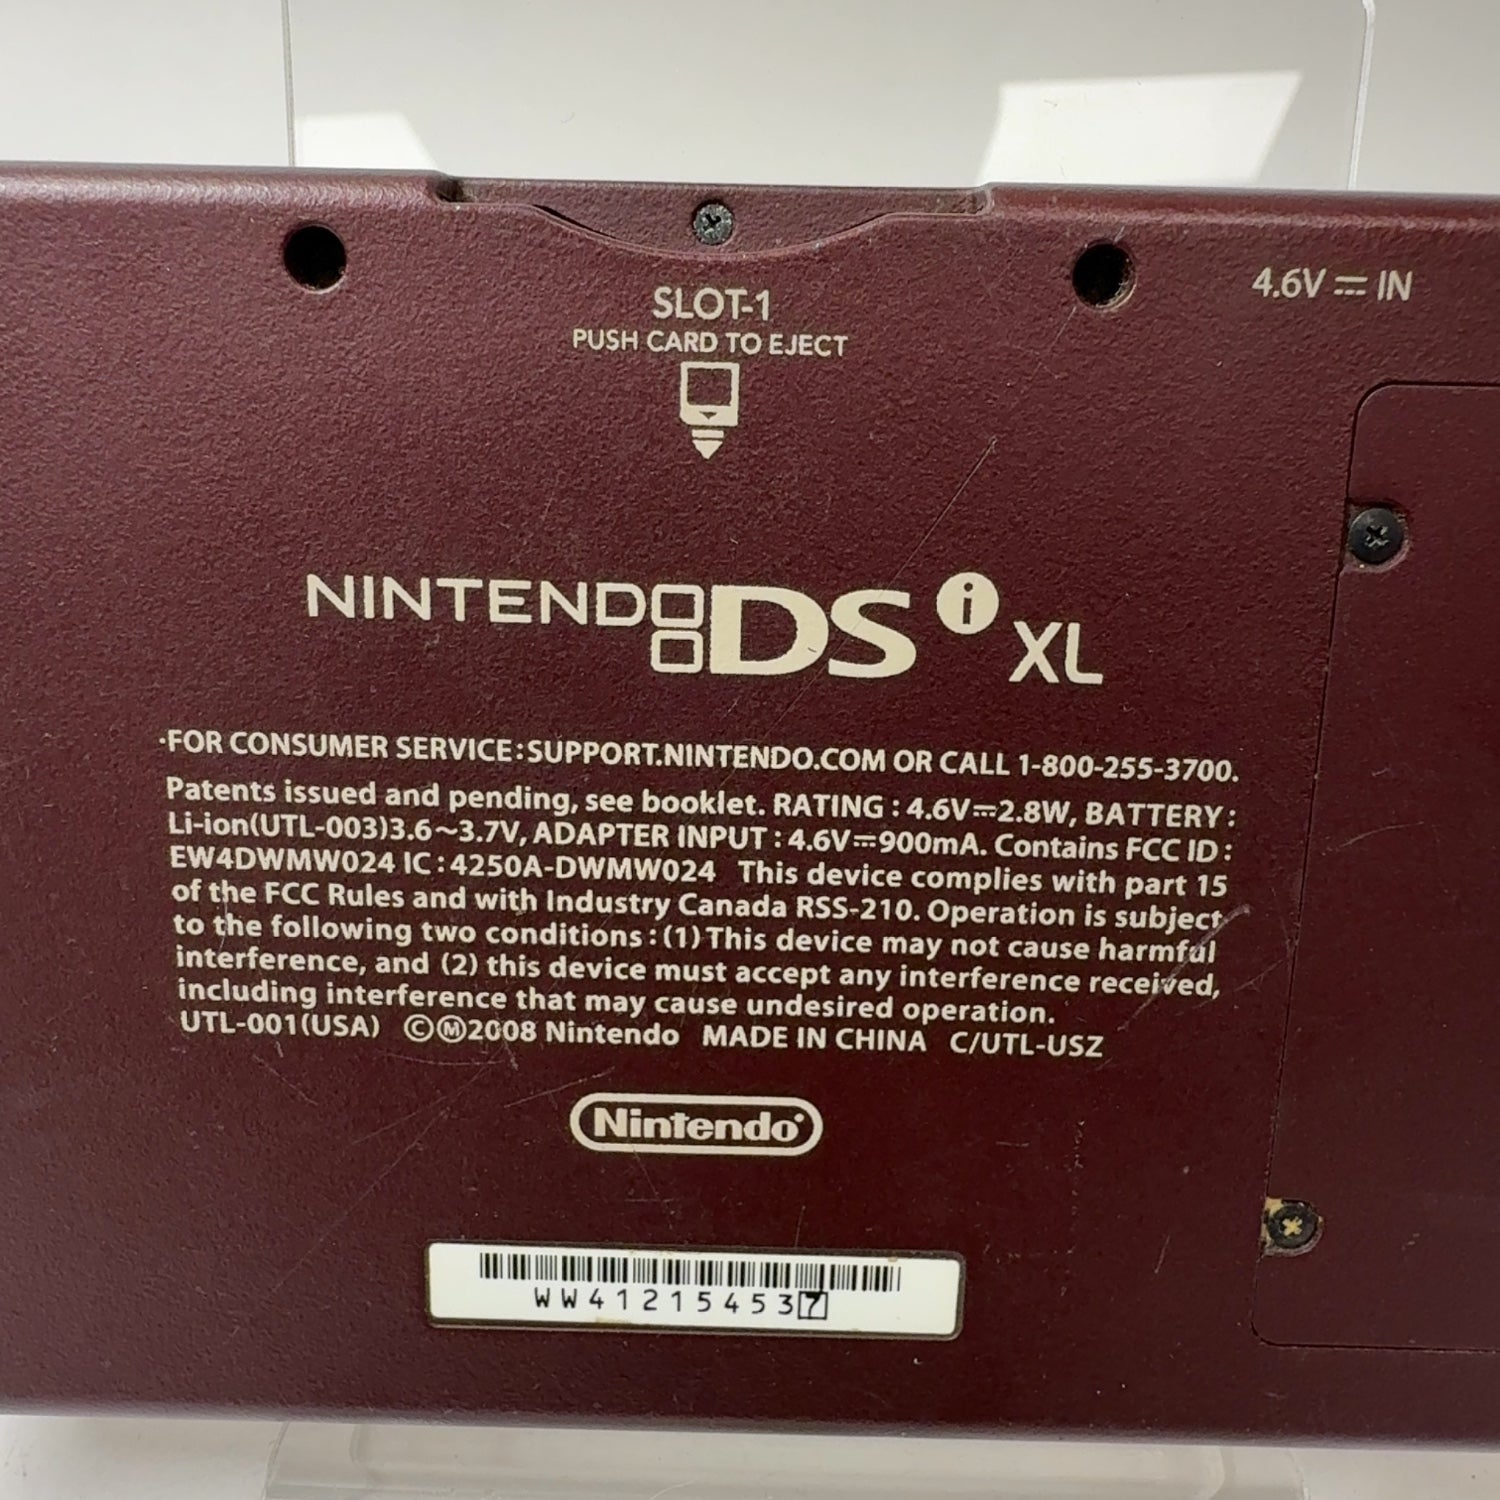 SLOT-1
PUSH CARD TO EJECT
4.6V ⎓ IN
NINTENDO DSi XL
·FOR CONSUMER SERVICE:SUPPORT.NINTENDO.COM OR CALL 1-800-255-3700.
Patents issued and pending, see booklet. RATING : 4.6V⎓2.8W, BATTERY :
Li-ion(UTL-003)3.6~3.7V, ADAPTER INPUT : 4.6V⎓900mA. Contains FCC ID :
EW4DWMW024 IC : 4250A-DWMW024 This device complies with part 15
of the FCC Rules and with Industry Canada RSS-210. Operation is subject
to the following two conditions : (1) This device may not cause harmful
interference, and (2) this device must accept any interference received,
including interference that may cause undesired operation.
UTL-001(USA) ©Ⓜ2008 Nintendo MADE IN CHINA C/UTL-USZ
Nintendo
WW412154537